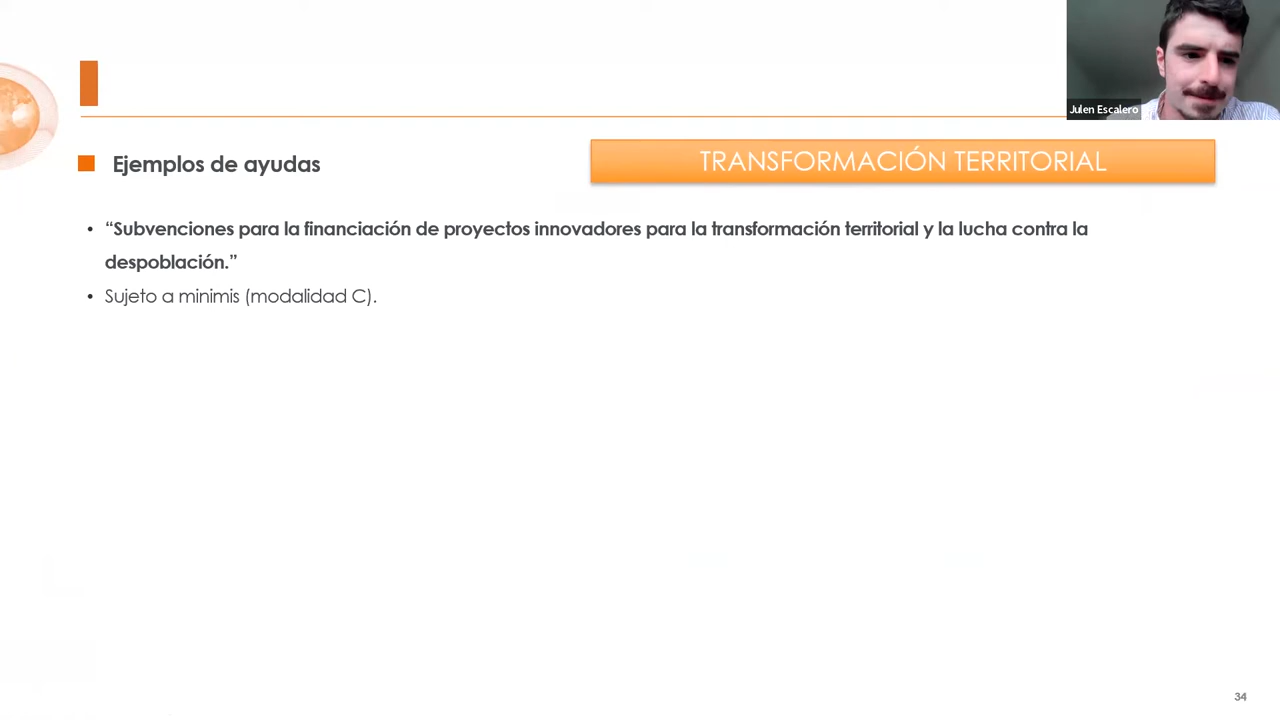 Julen Escalero
Ejemplos de ayudas
TRANSFORMACIÓN TERRITORIAL
• “Subvenciones para la financiación de proyectos innovadores para la transformación territorial y la lucha contra la
despoblación.”
• Sujeto a minimis (modalidad C).
34